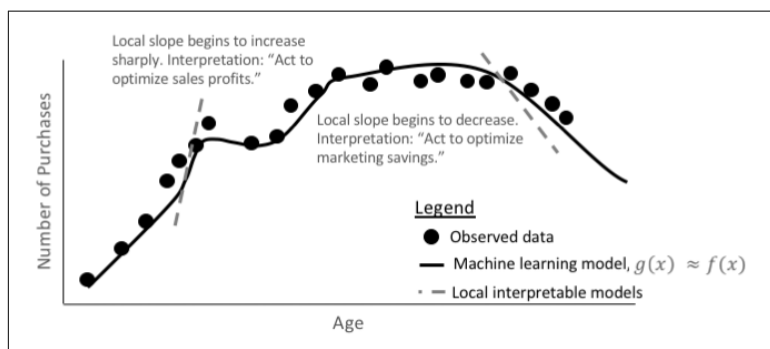 Local slope begins to increase
sharply. Interpretation: “Act to
optimize sales profits.”
Local slope begins to decrease.
Interpretation: “Act to optimize
marketing savings.”
Number of Purchases
Legend
Observed data
Machine learning model, g(x) ≈ f(x)
Local interpretable models
Age